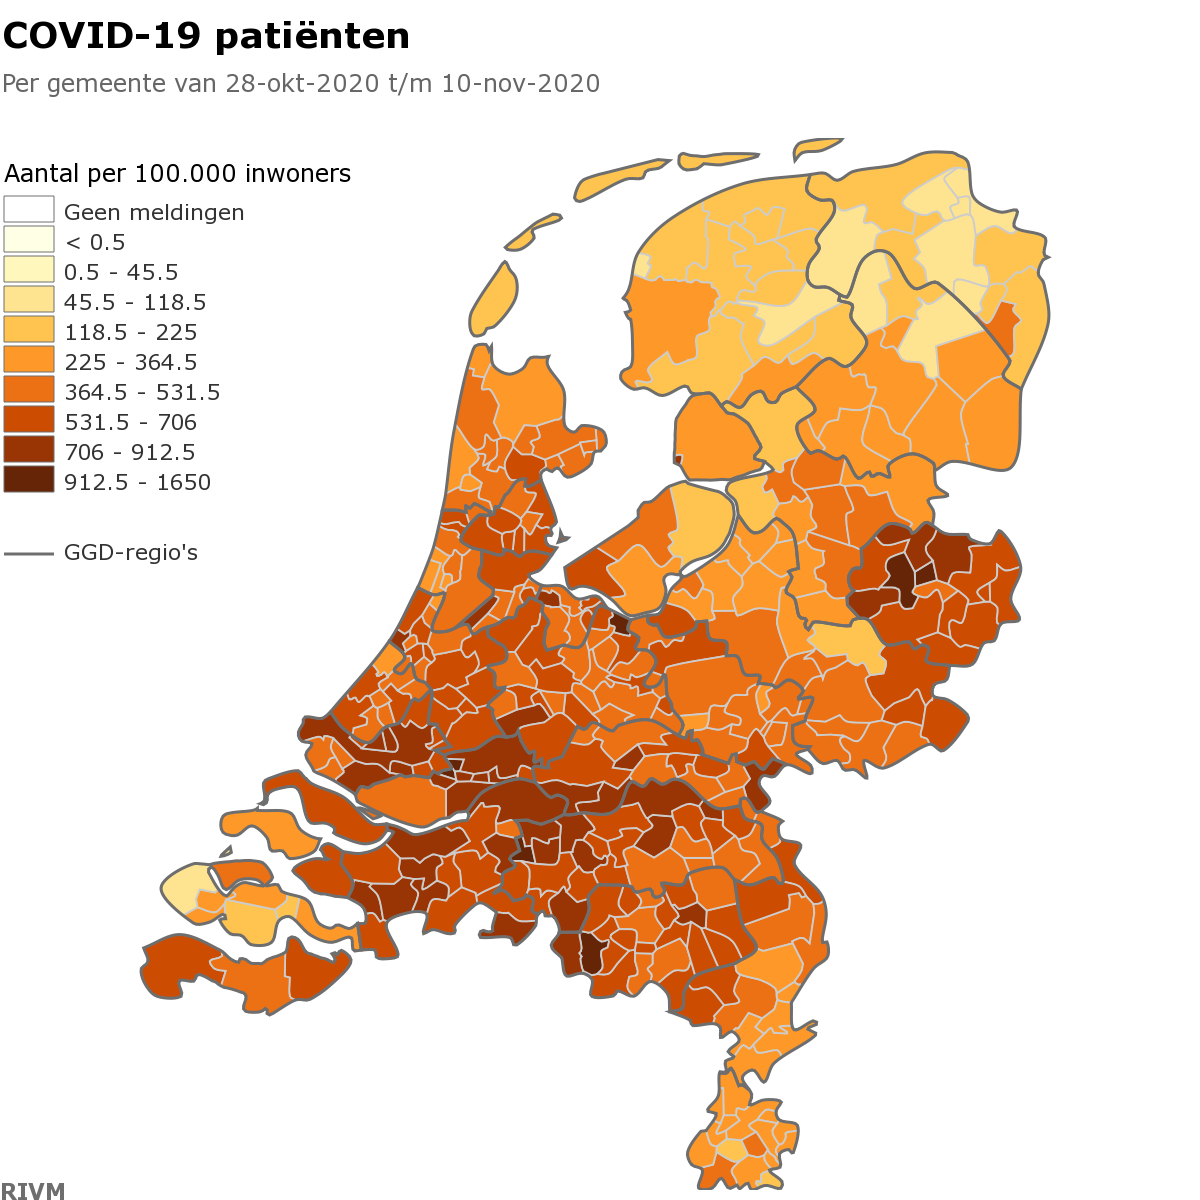 COVID-19 patiënten
Per gemeente van 28-okt-2020 t/m 10-nov-2020
Aantal per 100.000 inwoners
Geen meldingen
< 0.5
0.5 - 45.5
45.5 - 118.5
118.5 - 225
225 - 364.5
364.5 - 531.5
531.5 - 706
706 - 912.5
912.5 - 1650
GGD-regio's
RIVM